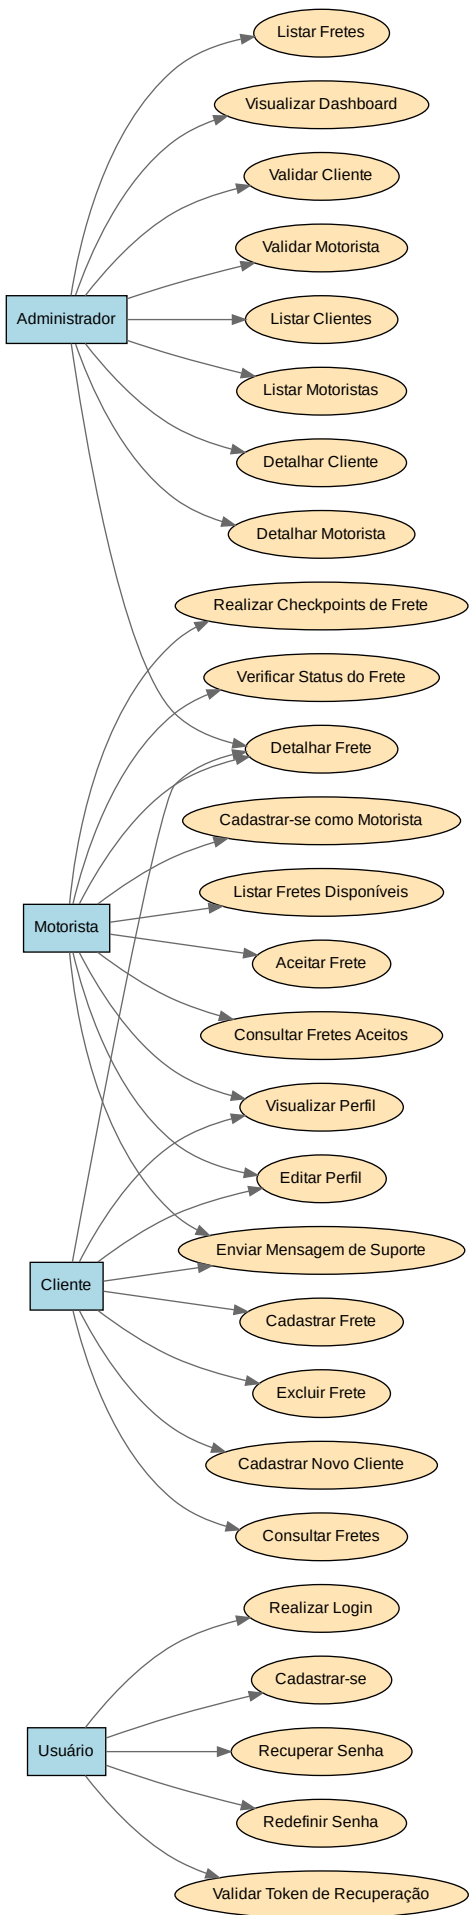 Listar Fretes
Visualizar Dashboard
Validar Cliente
Validar Motorista
Administrador
Listar Clientes
Listar Motoristas
Detalhar Cliente
Detalhar Motorista
Realizar Checkpoints de Frete
Verificar Status do Frete
Detalhar Frete
Cadastrar-se como Motorista
Listar Fretes Disponíveis
Motorista
Aceitar Frete
Consultar Fretes Aceitos
Visualizar Perfil
Editar Perfil
Enviar Mensagem de Suporte
Cliente
Cadastrar Frete
Excluir Frete
Cadastrar Novo Cliente
Consultar Fretes
Realizar Login
Cadastrar-se
Usuário
Recuperar Senha
Redefinir Senha
Validar Token de Recuperação